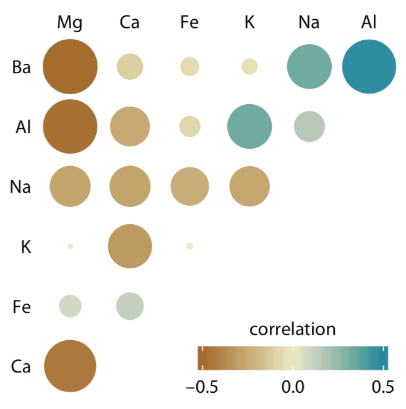 Mg Ca Fe K Na Al
Ba
Al
Na
K
Fe
Ca
correlation
−0.5 0.0 0.5